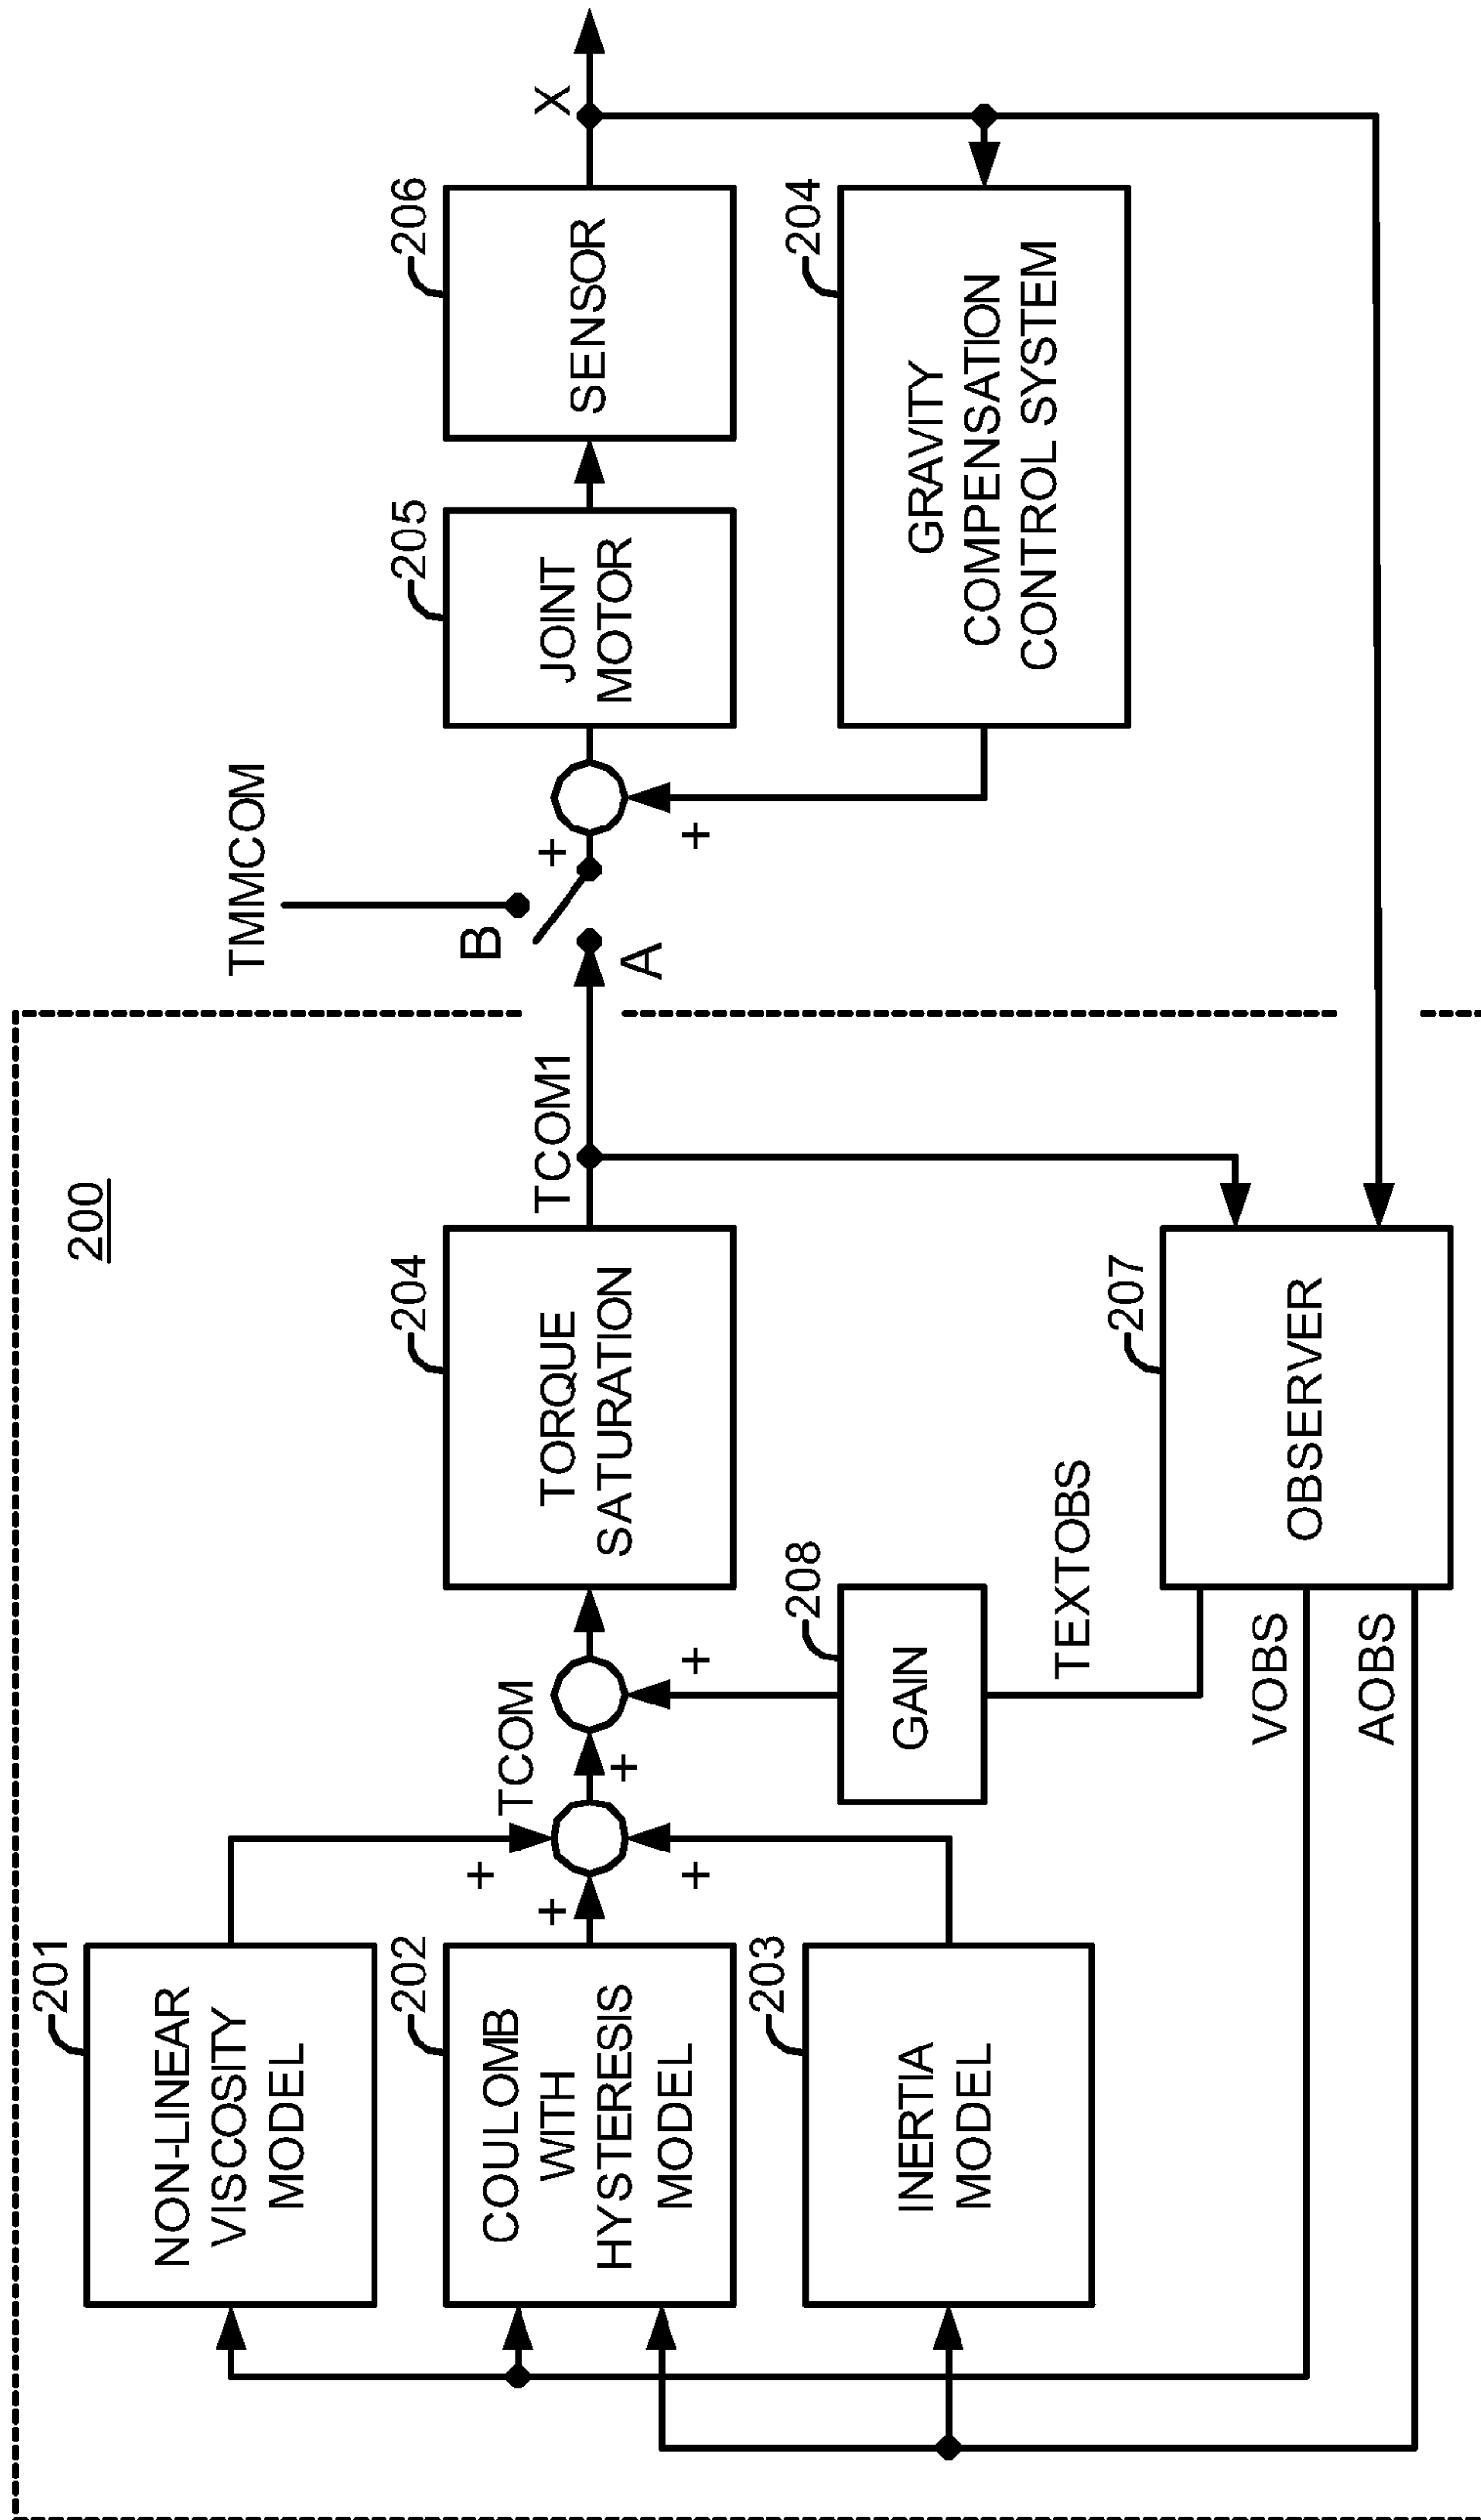 200
201
NON-LINEAR
VISCOSITY
MODEL
202
COULOMB
WITH
HYSTERESIS
MODEL
203
INERTIA
MODEL
+
+
+
TCOM
+
+
208
GAIN
204
TORQUE
SATURATION
TCOM1
TEXTOBS
VOBS
AOBS
207
OBSERVER
TMMCOM
B
A
+
+
205
JOINT
MOTOR
206
SENSOR
X
204
GRAVITY
COMPENSATION
CONTROL SYSTEM